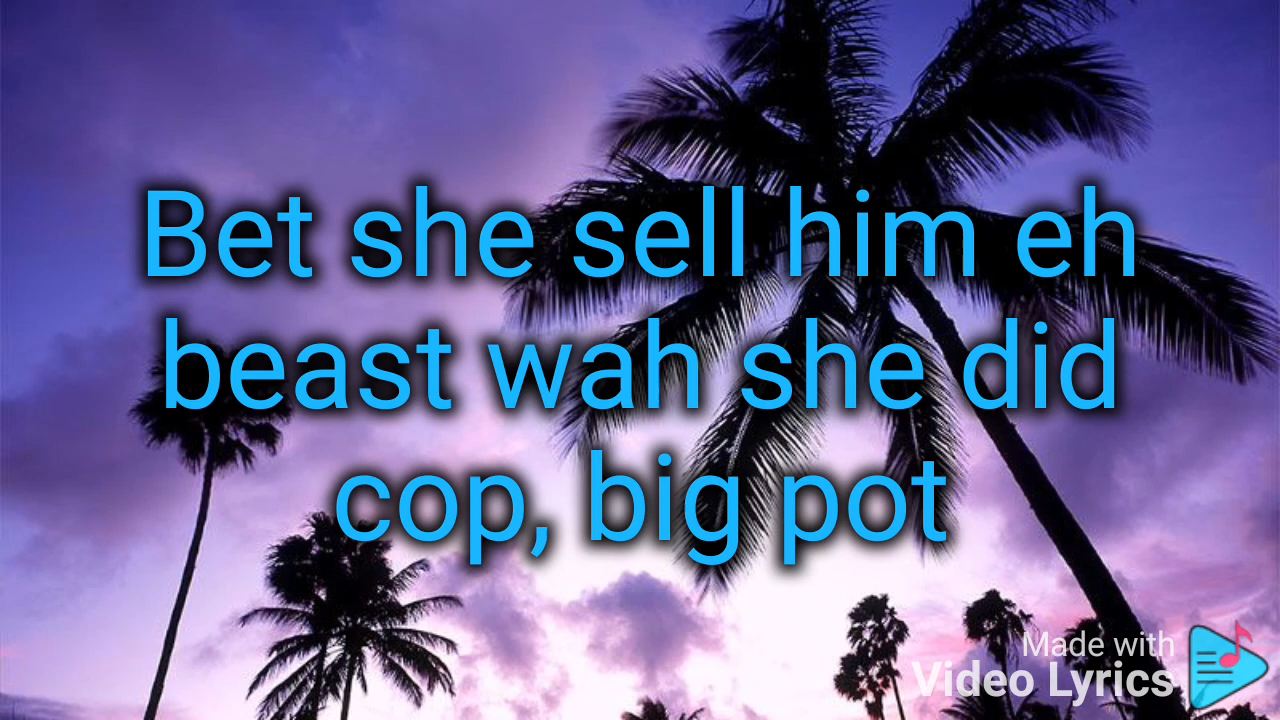 Bet she sell him eh
beast wah she did
cop, big pot
Made with
Video Lyrics